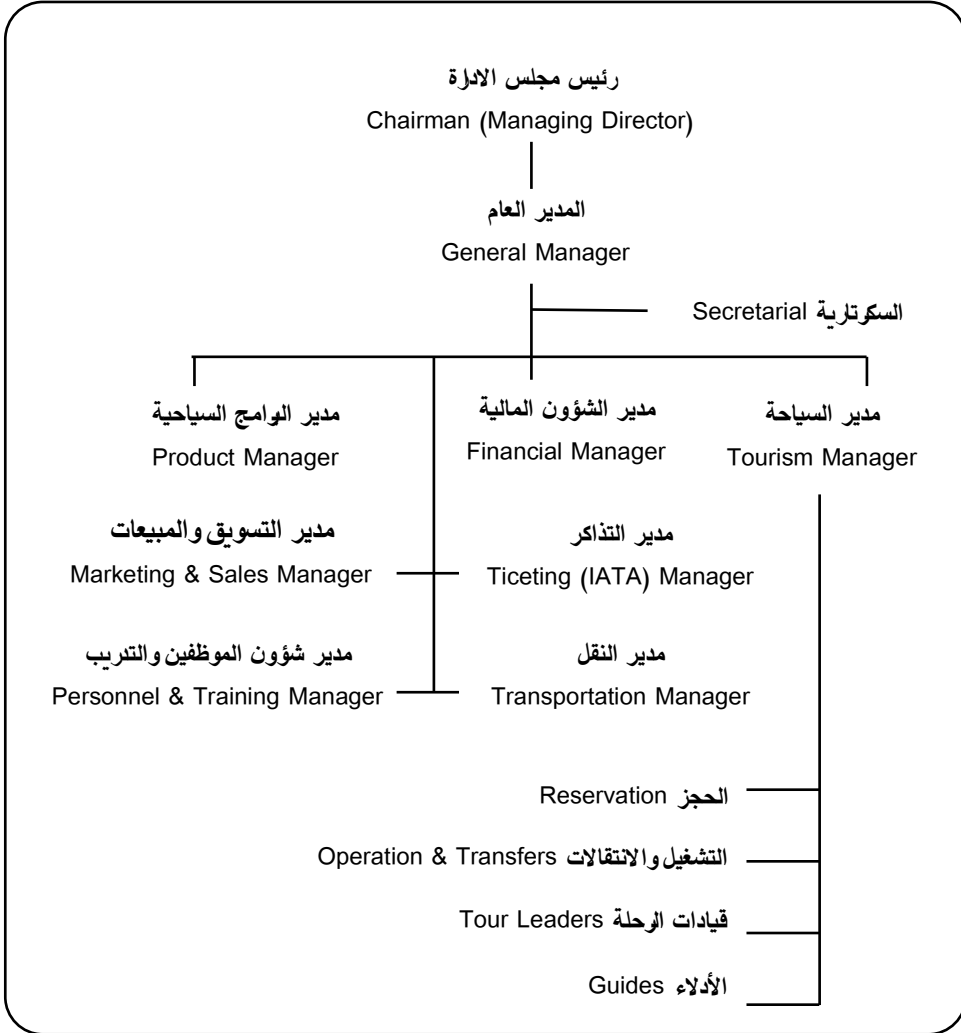 رئيس مجلس الادارة
Chairman (Managing Director)
المدير العام
General Manager
السكرتارية Secretarial
مدير البرامج السياحية
Product Manager
مدير الشؤون المالية
Financial Manager
مدير السياحة
Tourism Manager
مدير التسويق والمبيعات
Marketing & Sales Manager
مدير التذاكر
Ticeting (IATA) Manager
مدير شؤون الموظفين والتدريب
Personnel & Training Manager
مدير النقل
Transportation Manager
الحجز Reservation
التشغيل والانتقالات Operation & Transfers
قيادات الرحلة Tour Leaders
الأدلاء Guides